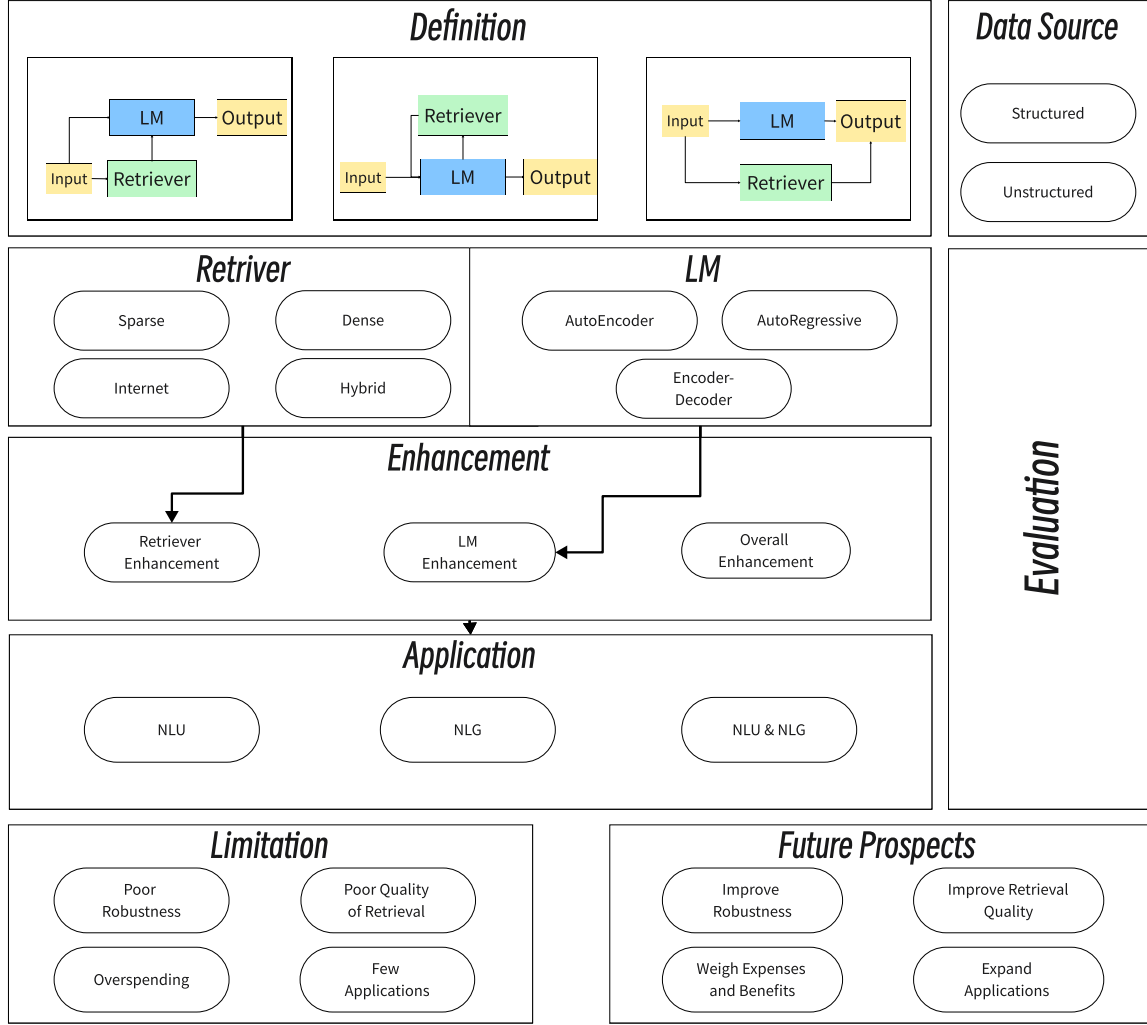 Definition
LM
Output
Input
Retriever
Retriever
Input
LM
Output
Input
LM
Output
Retriever
Data Source
Structured
Unstructured
Retriver
Sparse
Dense
Internet
Hybrid
LM
AutoEncoder
AutoRegressive
Encoder-
Decoder
Enhancement
Retriever
Enhancement
LM
Enhancement
Overall
Enhancement
Evaluation
Application
NLU
NLG
NLU & NLG
Limitation
Poor
Robustness
Poor Quality
of Retrieval
Overspending
Few
Applications
Future Prospects
Improve
Robustness
Improve Retrieval
Quality
Weigh Expenses
and Benefits
Expand
Applications